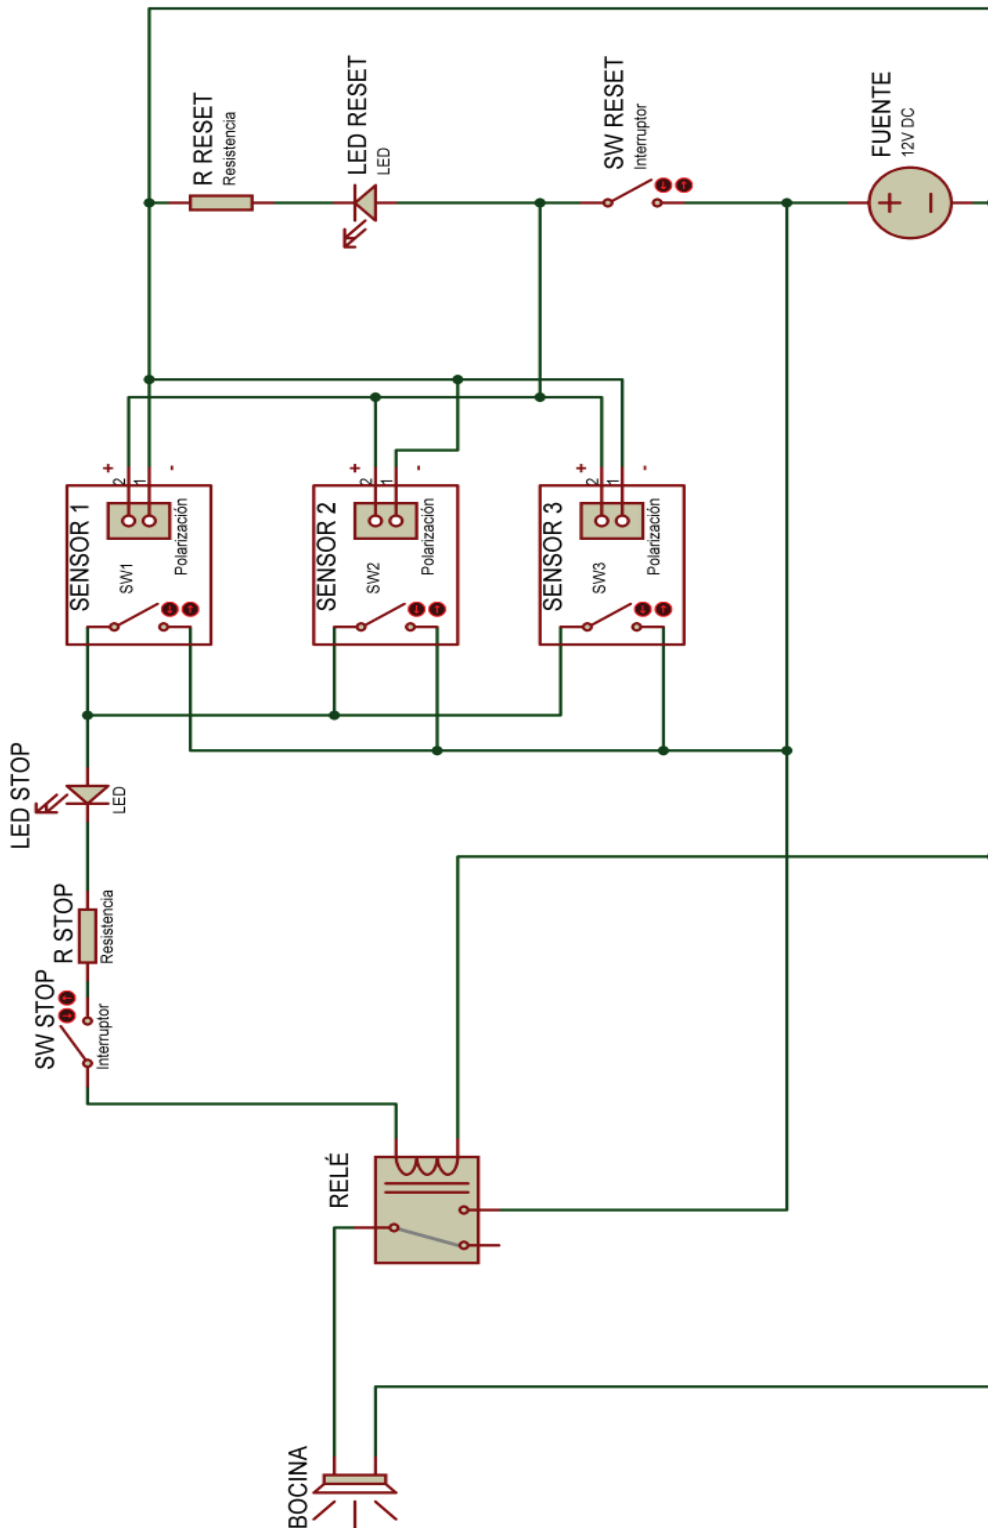 R RESET
Resistencia
LED RESET
LED
SW RESET
Interruptor
FUENTE
12V DC
+
−
SENSOR 1
SW1
Polarización
+
2
1
-
SENSOR 2
SW2
Polarización
+
2
1
-
SENSOR 3
SW3
Polarización
+
2
1
-
LED STOP
LED
R STOP
Resistencia
SW STOP
Interruptor
RELÉ
BOCINA